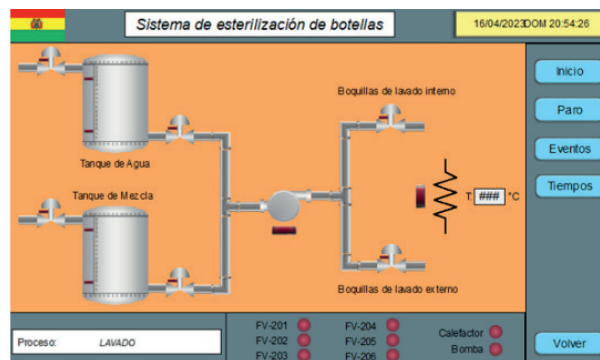 Sistema de esterilización de botellas
16/04/2023DOM 20:54:26
Inicio
Paro
Eventos
Tiempos
Boquillas de lavado interno
Tanque de Agua
Tanque de Mezcla
T: ### °C
Boquillas de lavado externo
Proceso: LAVADO
FV-201
FV-202
FV-203
FV-204
FV-205
FV-206
Calefactor
Bomba
Volver